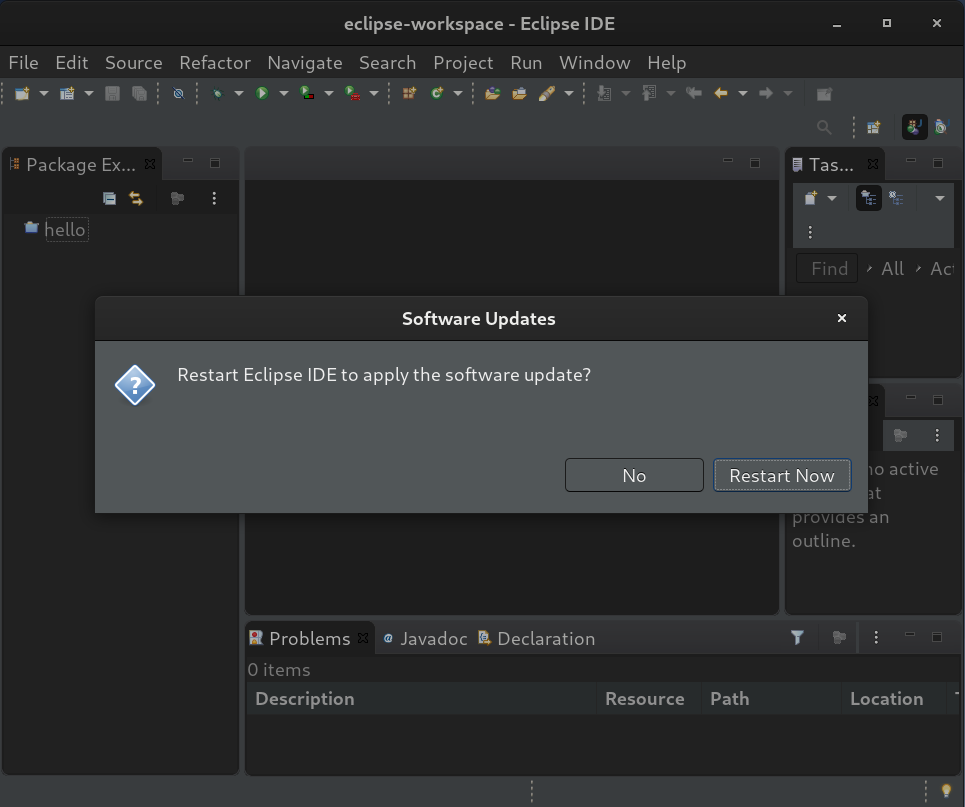 eclipse-workspace - Eclipse IDE
File Edit Source Refactor Navigate Search Project Run Window Help
Package Ex...
Tas...
hello
Find All
Software Updates
Restart Eclipse IDE to apply the software update?
No Restart Now
no active
provides an
outline.
Problems Javadoc Declaration
0 items
Description Resource Path Location